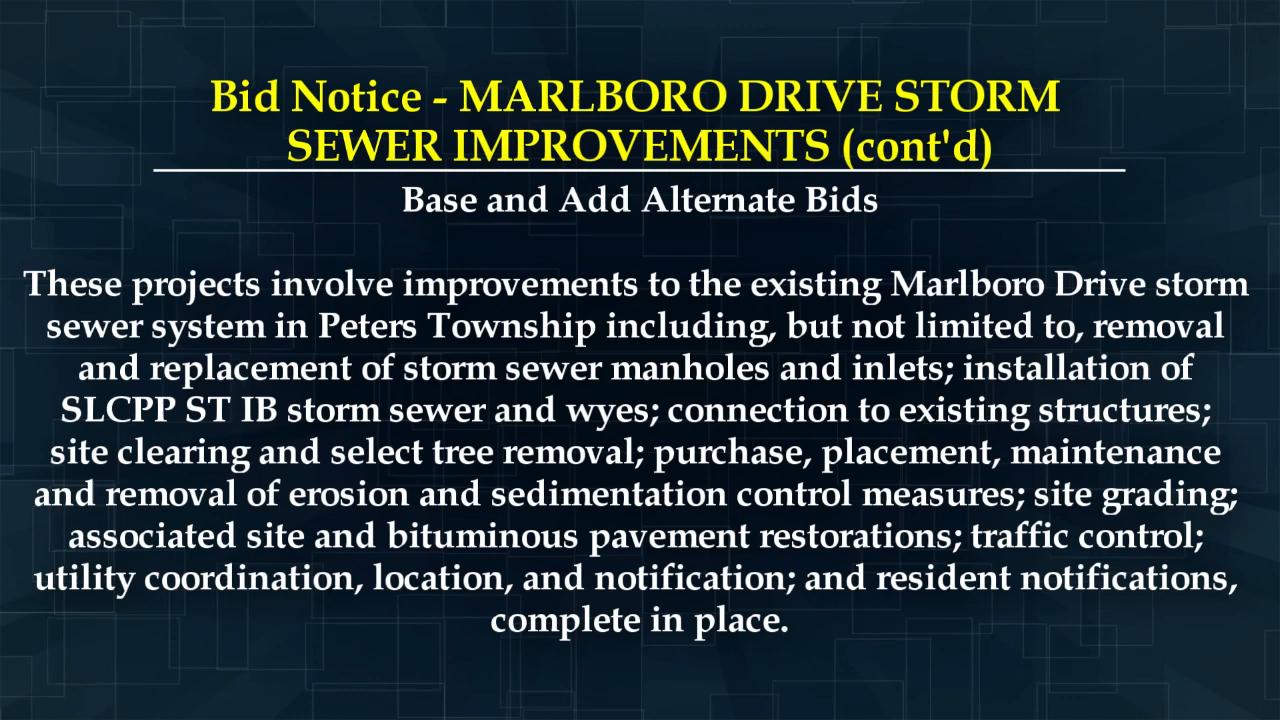 Bid Notice - MARLBORO DRIVE STORM
SEWER IMPROVEMENTS (cont'd)
Base and Add Alternate Bids
These projects involve improvements to the existing Marlboro Drive storm
sewer system in Peters Township including, but not limited to, removal
and replacement of storm sewer manholes and inlets; installation of
SLCPP ST IB storm sewer and wyes; connection to existing structures;
site clearing and select tree removal; purchase, placement, maintenance
and removal of erosion and sedimentation control measures; site grading;
associated site and bituminous pavement restorations; traffic control;
utility coordination, location, and notification; and resident notifications,
complete in place.